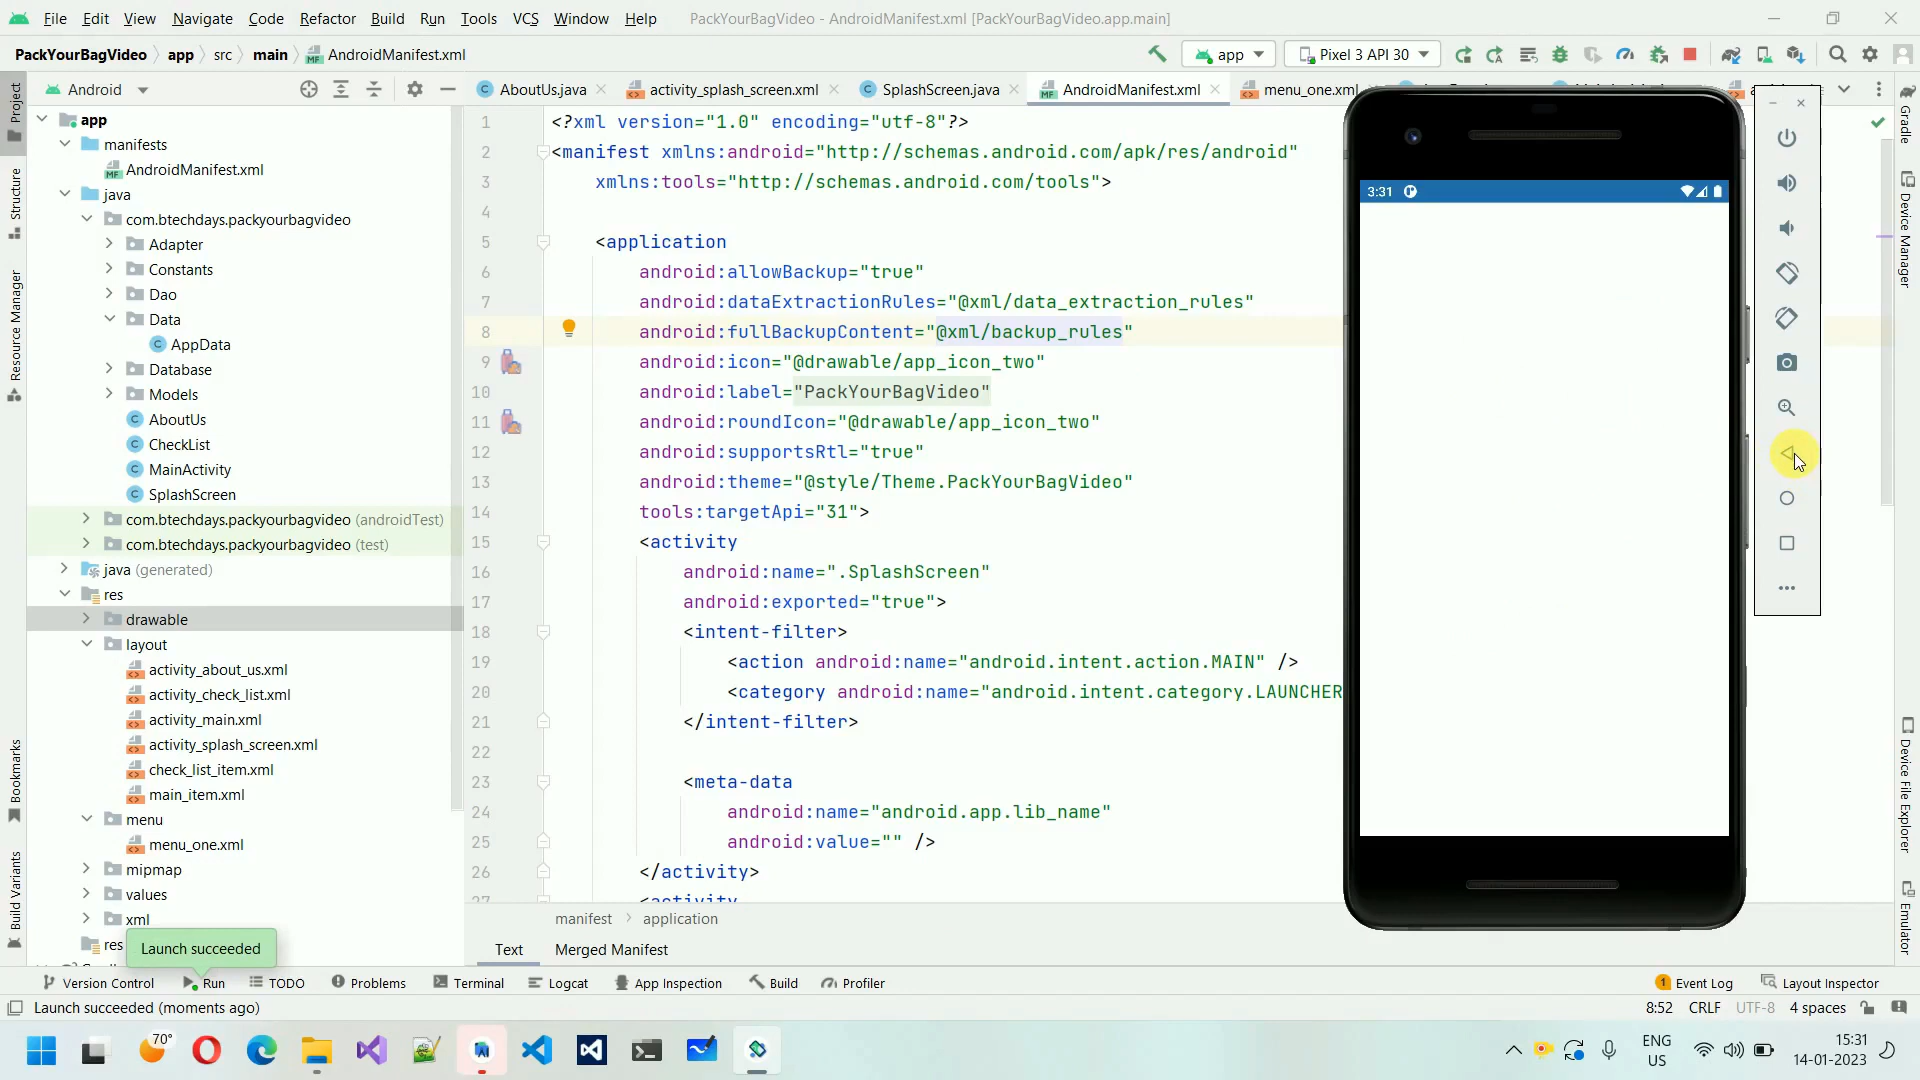 File Edit View Navigate Code Refactor Build Run Tools VCS Window Help PackYourBagVideo - AndroidManifest.xml [PackYourBagVideo.app.main]
PackYourBagVideo app src main AndroidManifest.xml app Pixel 3 API 30
Project Android AboutUs.java activity_splash_screen.xml SplashScreen.java AndroidManifest.xml menu_one.xml
app
manifests
AndroidManifest.xml
java
com.btechdays.packyourbagvideo
Adapter
Constants
Dao
Data
AppData
Database
Models
AboutUs
CheckList
MainActivity
SplashScreen
com.btechdays.packyourbagvideo (androidTest)
com.btechdays.packyourbagvideo (test)
java (generated)
res
drawable
layout
activity_about_us.xml
activity_check_list.xml
activity_main.xml
activity_splash_screen.xml
check_list_item.xml
main_item.xml
menu
menu_one.xml
mipmap
values
xml
res
Launch succeeded
1 <?xml version="1.0" encoding="utf-8"?>
2 <manifest xmlns:android="http://schemas.android.com/apk/res/android"
3 xmlns:tools="http://schemas.android.com/tools">
4
5 <application
6 android:allowBackup="true"
7 android:dataExtractionRules="@xml/data_extraction_rules"
8 android:fullBackupContent="@xml/backup_rules"
9 android:icon="@drawable/app_icon_two"
10 android:label="PackYourBagVideo"
11 android:roundIcon="@drawable/app_icon_two"
12 android:supportsRtl="true"
13 android:theme="@style/Theme.PackYourBagVideo"
14 tools:targetApi="31">
15 <activity
16 android:name=".SplashScreen"
17 android:exported="true">
18 <intent-filter>
19 <action android:name="android.intent.action.MAIN" />
20 <category android:name="android.intent.category.LAUNCHER
21 </intent-filter>
22
23 <meta-data
24 android:name="android.app.lib_name"
25 android:value="" />
26 </activity>
27 <activity
manifest application
Text Merged Manifest
3:31
Structure
Resource Manager
Bookmarks
Build Variants
Gradle
Device Manager
Device File Explorer
Emulator
Version Control Run TODO Problems Terminal Logcat App Inspection Build Profiler Event Log Layout Inspector
Launch succeeded (moments ago) 8:52 CRLF UTF-8 4 spaces
70° ENG US 15:31 14-01-2023